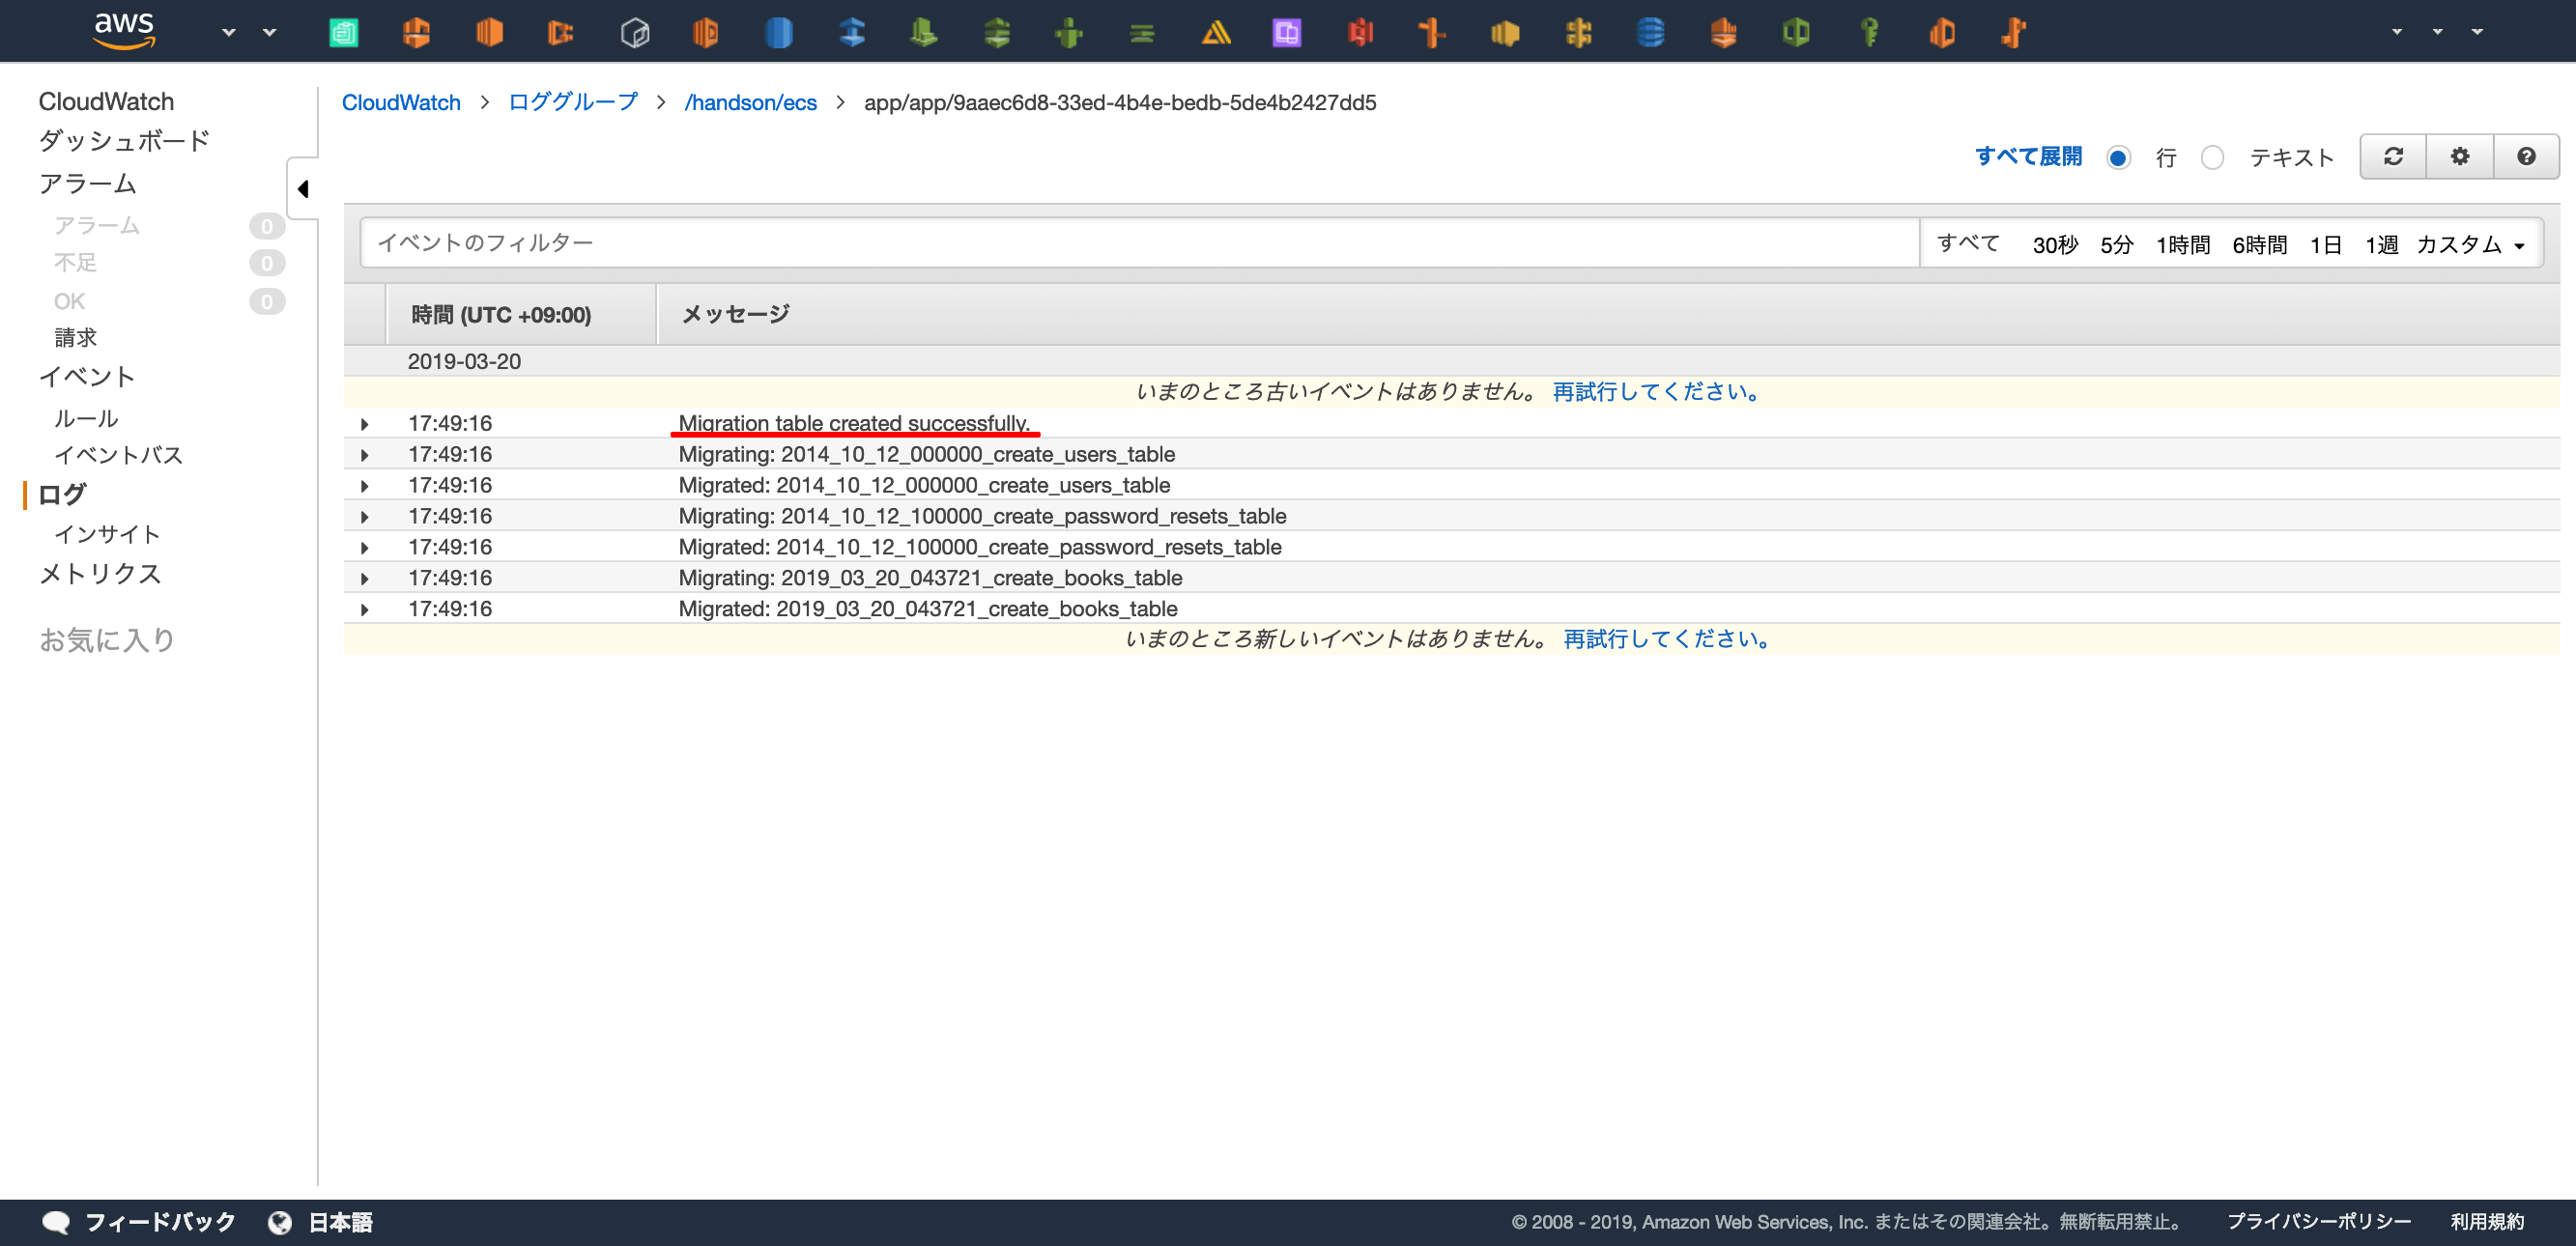 aws
CloudWatch
ダッシュボード
アラーム
アラーム 0
不足 0
OK 0
請求
イベント
ルール
イベントバス
ログ
インサイト
メトリクス
お気に入り
CloudWatch > ロググループ > /handson/ecs > app/app/9aaec6d8-33ed-4b4e-bedb-5de4b2427dd5
すべて展開 行 テキスト
イベントのフィルター すべて 30秒 5分 1時間 6時間 1日 1週 カスタム
時間 (UTC +09:00) メッセージ
2019-03-20
いまのところ古いイベントはありません。 再試行してください。
17:49:16 Migration table created successfully.
17:49:16 Migrating: 2014_10_12_000000_create_users_table
17:49:16 Migrated: 2014_10_12_000000_create_users_table
17:49:16 Migrating: 2014_10_12_100000_create_password_resets_table
17:49:16 Migrated: 2014_10_12_100000_create_password_resets_table
17:49:16 Migrating: 2019_03_20_043721_create_books_table
17:49:16 Migrated: 2019_03_20_043721_create_books_table
いまのところ新しいイベントはありません。 再試行してください。
フィードバック 日本語 © 2008 - 2019, Amazon Web Services, Inc. またはその関連会社。無断転用禁止。 プライバシーポリシー 利用規約